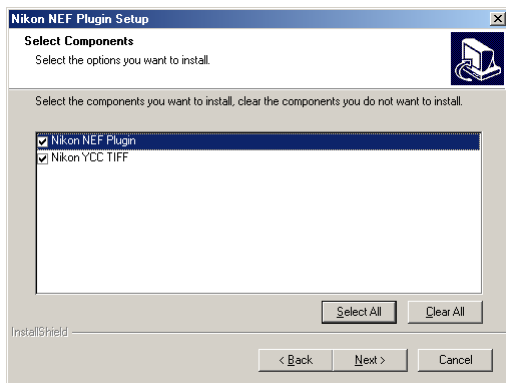 Nikon NEF Plugin Setup
Select Components
Select the options you want to install.
Select the components you want to install, clear the components you do not want to install.
Nikon NEF Plugin
Nikon YCC TIFF
Select All Clear All
InstallShield
< Back Next > Cancel